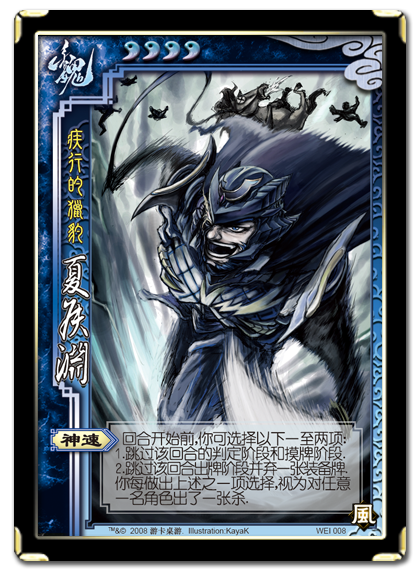 魏
疾行的獵豹
夏侯淵
神速
回合开始前,你可选择以下一至两项:
1.跳过该回合的判定阶段和摸牌阶段.
2.跳过该回合出牌阶段并弃一张装备牌.
你每做出上述之一项选择,视为对任意
一名角色出了一张杀.
風
™&© 2008 游卡桌游. Illustration:KayaK
WEI 008